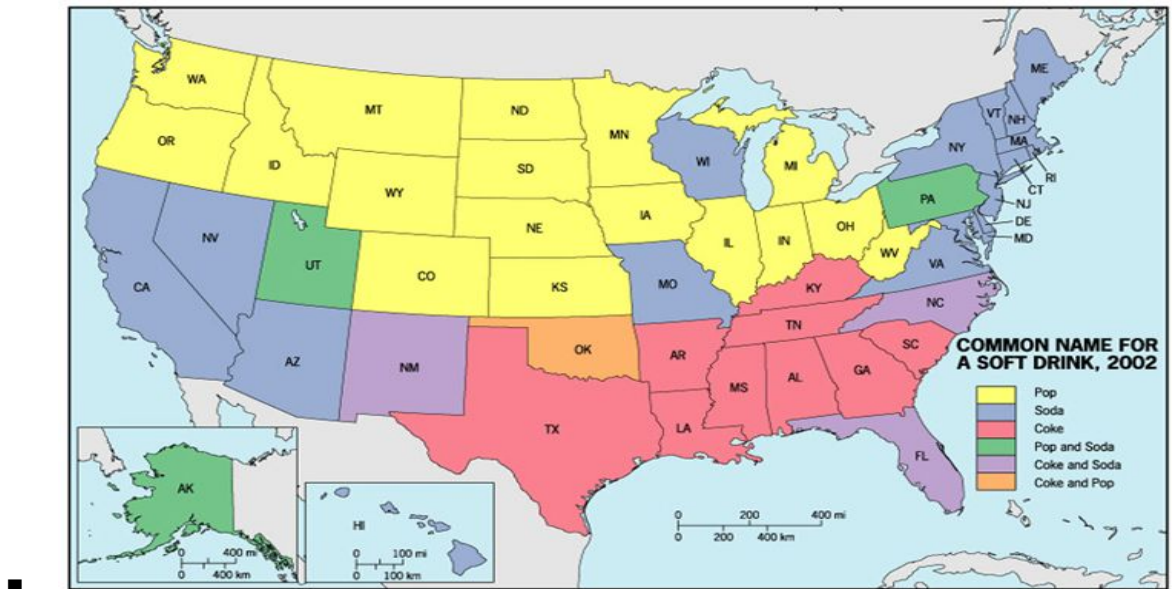 WA
MT
ND
MN
OR
ID
SD
WY
WI
MI
ME
VT
NH
NY
MA
RI
CT
NJ
DE
MD
PA
NE
IA
IL
IN
OH
WV
VA
NV
UT
CO
KS
MO
KY
CA
AZ
NM
OK
AR
TN
NC
SC
MS
AL
GA
TX
LA
FL
COMMON NAME FOR
A SOFT DRINK, 2002
Pop
Soda
Coke
Pop and Soda
Coke and Soda
Coke and Pop
AK
0 400 mi
0 400 km
HI
0 100 mi
0 100 km
0 200 400 mi
0 200 400 km